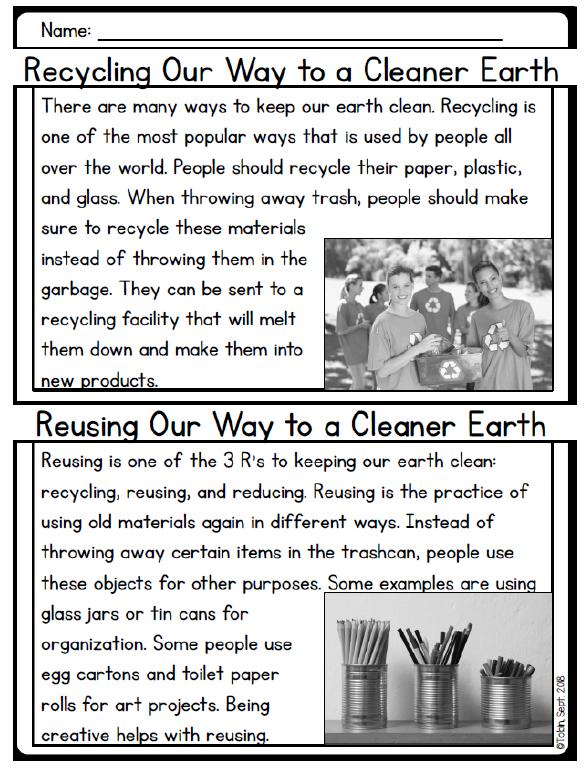 Name:
Recycling Our Way to a Cleaner Earth
There are many ways to keep our earth clean. Recycling is
one of the most popular ways that is used by people all
over the world. People should recycle their paper, plastic,
and glass. When throwing away trash, people should make
sure to recycle these materials
instead of throwing them in the
garbage. They can be sent to a
recycling facility that will melt
them down and make them into
new products.
Reusing Our Way to a Cleaner Earth
Reusing is one of the 3 R's to keeping our earth clean:
recycling, reusing, and reducing. Reusing is the practice of
using old materials again in different ways. Instead of
throwing away certain items in the trashcan, people use
these objects for other purposes. Some examples are using
glass jars or tin cans for
organization. Some people use
egg cartons and toilet paper
rolls for art projects. Being
creative helps with reusing.
©Tobin, Sept. 2018